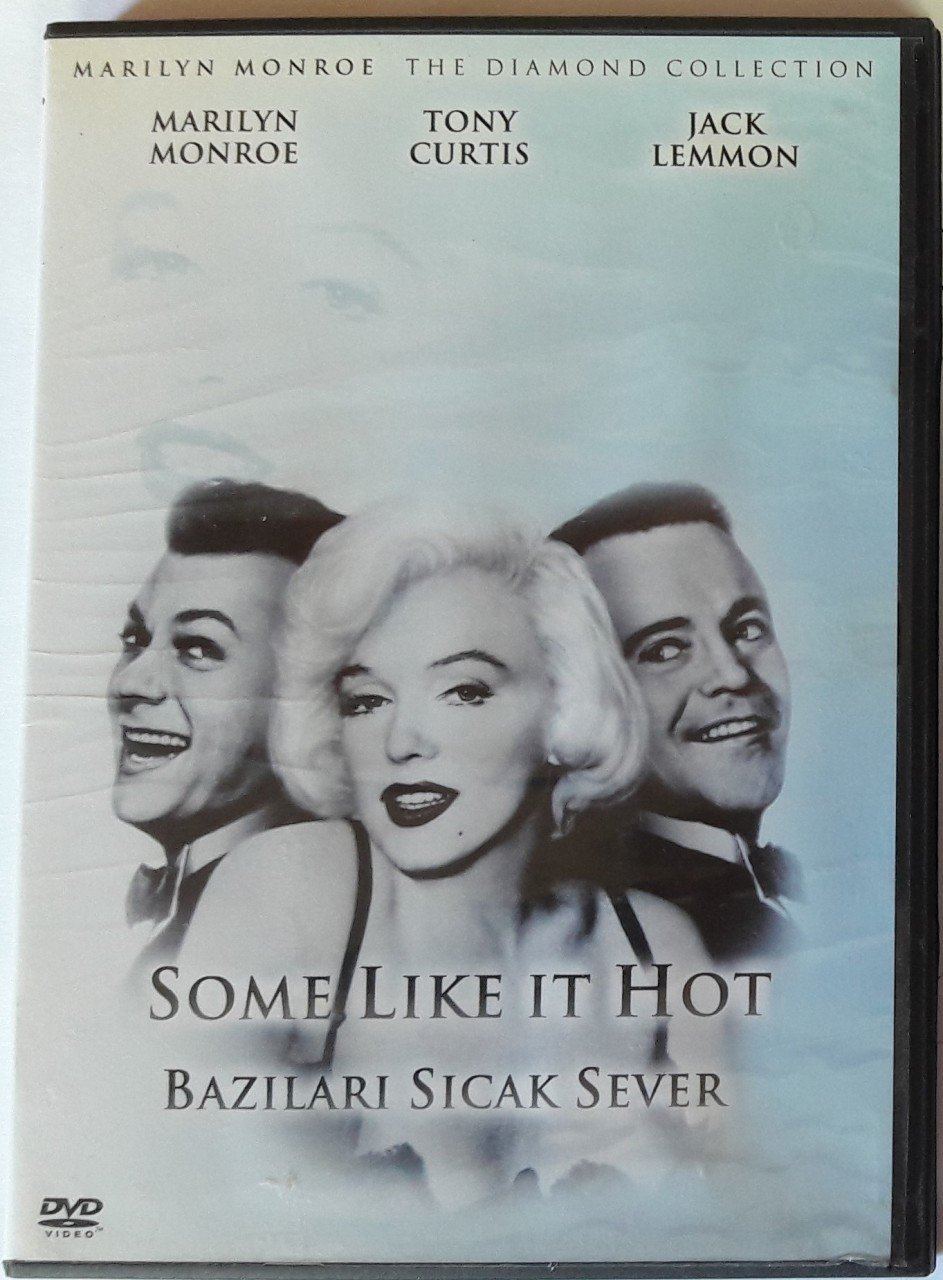 MARILYN MONROE THE DIAMOND COLLECTION
MARILYN MONROE
TONY CURTIS
JACK LEMMON
SOME LIKE IT HOT
BAZILARI SICAK SEVER
DVD
VIDEO™